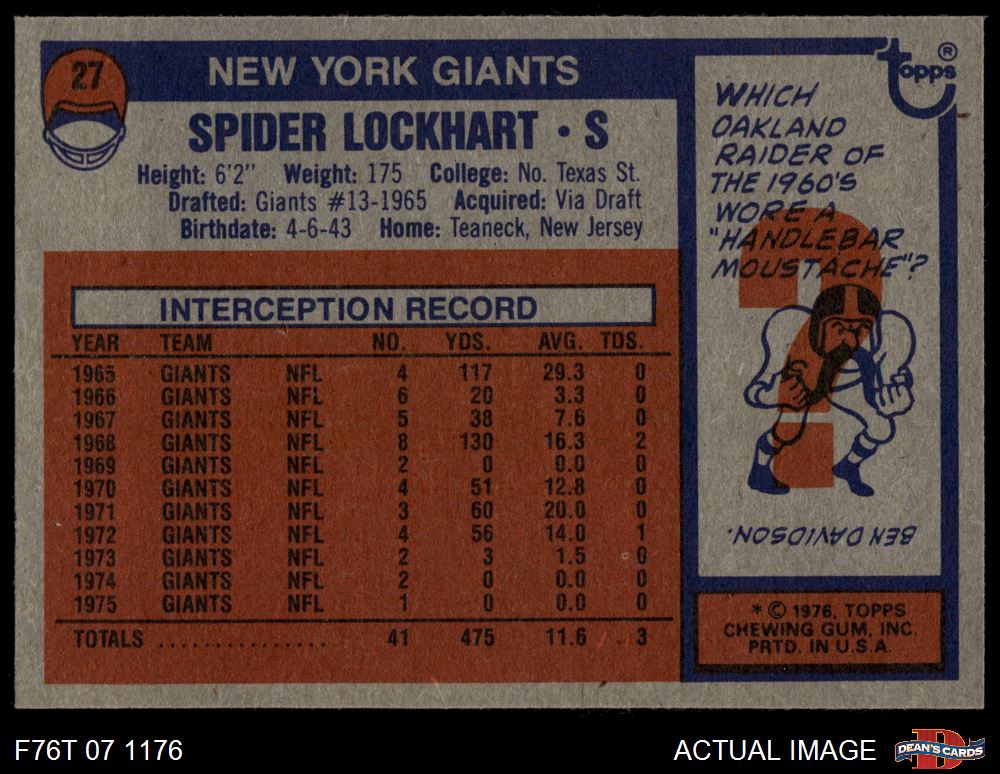 27
NEW YORK GIANTS
SPIDER LOCKHART • S
Height: 6'2" Weight: 175 College: No. Texas St.
Drafted: Giants #13-1965 Acquired: Via Draft
Birthdate: 4-6-43 Home: Teaneck, New Jersey
INTERCEPTION RECORD
YEAR TEAM NO. YDS. AVG. TDS.
1965 GIANTS NFL 4 117 29.3 0
1966 GIANTS NFL 6 20 3.3 0
1967 GIANTS NFL 5 38 7.6 0
1968 GIANTS NFL 8 130 16.3 2
1969 GIANTS NFL 2 0 0.0 0
1970 GIANTS NFL 4 51 12.8 0
1971 GIANTS NFL 3 60 20.0 0
1972 GIANTS NFL 4 56 14.0 1
1973 GIANTS NFL 2 3 1.5 0
1974 GIANTS NFL 2 0 0.0 0
1975 GIANTS NFL 1 0 0.0 0
TOTALS ................ 41 475 11.6 3
topps®
WHICH
OAKLAND
RAIDER OF
THE 1960'S
WORE A
"HANDLEBAR
MOUSTACHE"?
?
BEN DAVIDSON.
* © 1976, TOPPS
CHEWING GUM, INC.
PRTD. IN U.S.A.
F76T 07 1176
ACTUAL IMAGE
D
DEAN'S CARDS